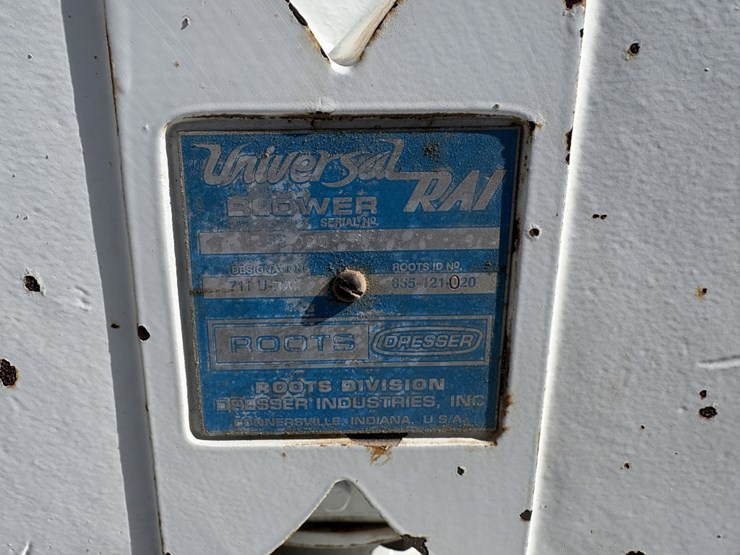 Universal
RAI
BLOWER
SERIAL NO.
DESIGNATION ROOTS ID NO.
711 U-RAI 655-121-020
ROOTS DRESSER
ROOTS DIVISION
DRESSER INDUSTRIES, INC.
CONNERSVILLE, INDIANA, U.S.A.